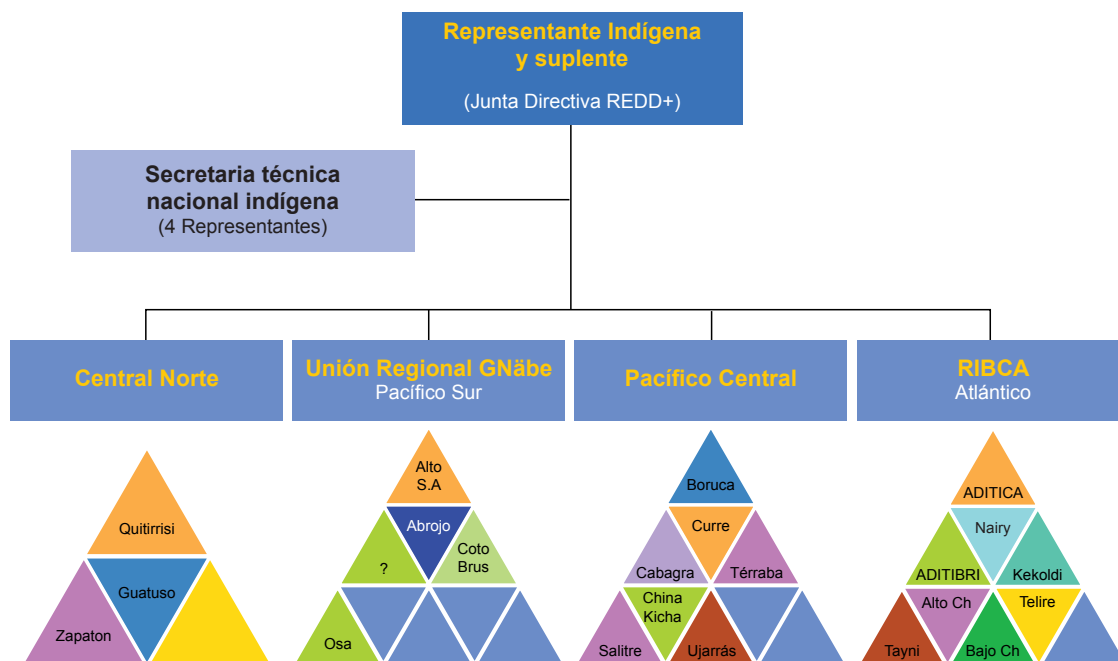 Representante Indígena
y suplente
(Junta Directiva REDD+)
Secretaria técnica
nacional indígena
(4 Representantes)
Central Norte
Unión Regional GNäbe
Pacífico Sur
Pacífico Central
RIBCA
Atlántico
Quitirrisi
Guatuso
Zapaton
Alto
S.A
Abrojo
?
Coto
Brus
Osa
Boruca
Curre
Cabagra
Térraba
China
Kicha
Salitre
Ujarrás
ADITICA
Nairy
ADITIBRI
Kekoldi
Alto Ch
Telire
Tayni
Bajo Ch